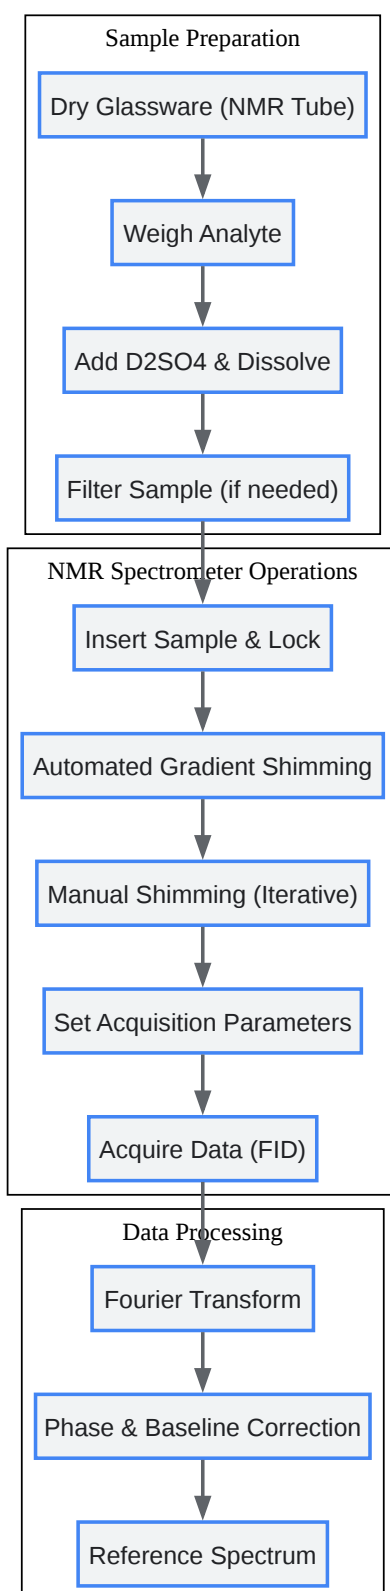 Sample Preparation
Dry Glassware (NMR Tube)
Weigh Analyte
Add D2SO4 & Dissolve
Filter Sample (if needed)
NMR Spectrometer Operations
Insert Sample & Lock
Automated Gradient Shimming
Manual Shimming (Iterative)
Set Acquisition Parameters
Acquire Data (FID)
Data Processing
Fourier Transform
Phase & Baseline Correction
Reference Spectrum